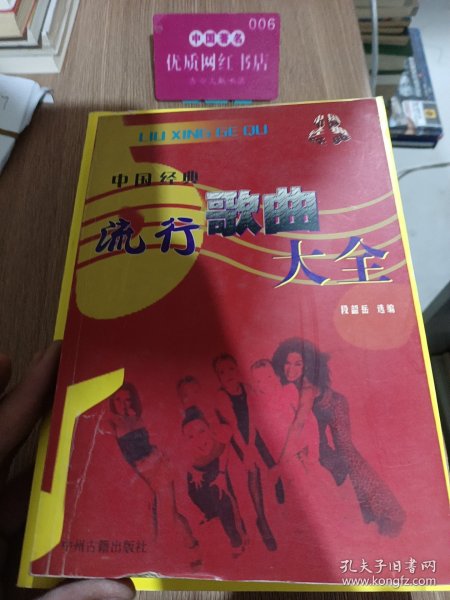 006
中国著名
优质网红书店
LIU XING GE QU
中国经典
流行歌曲
大全
段韶岳 选编
中州古籍出版社
孔夫子旧书网
www.kongfz.com